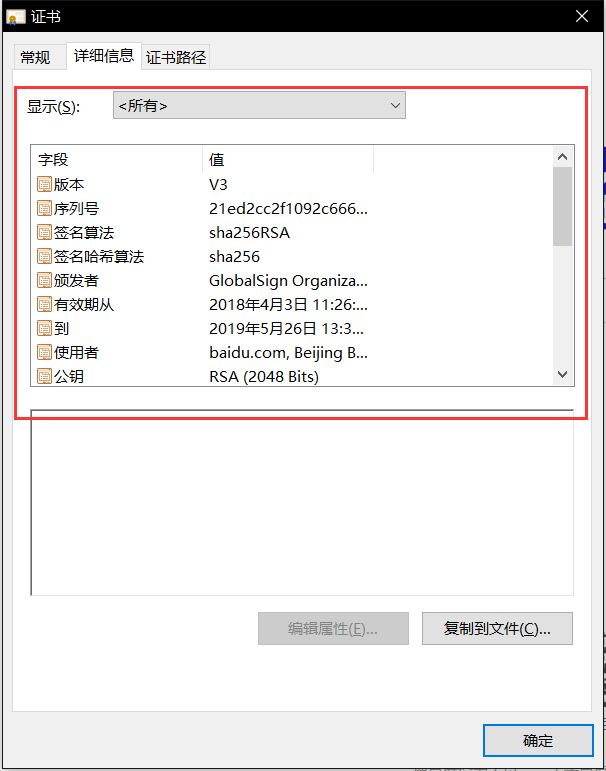 证书
常规 详细信息 证书路径
显示(S): <所有>
字段 值
版本 V3
序列号 21ed2cc2f1092c666...
签名算法 sha256RSA
签名哈希算法 sha256
颁发者 GlobalSign Organiza...
有效期从 2018年4月3日 11:26:...
到 2019年5月26日 13:3...
使用者 baidu.com, Beijing B...
公钥 RSA (2048 Bits)
编辑属性(E)... 复制到文件(C)...
确定